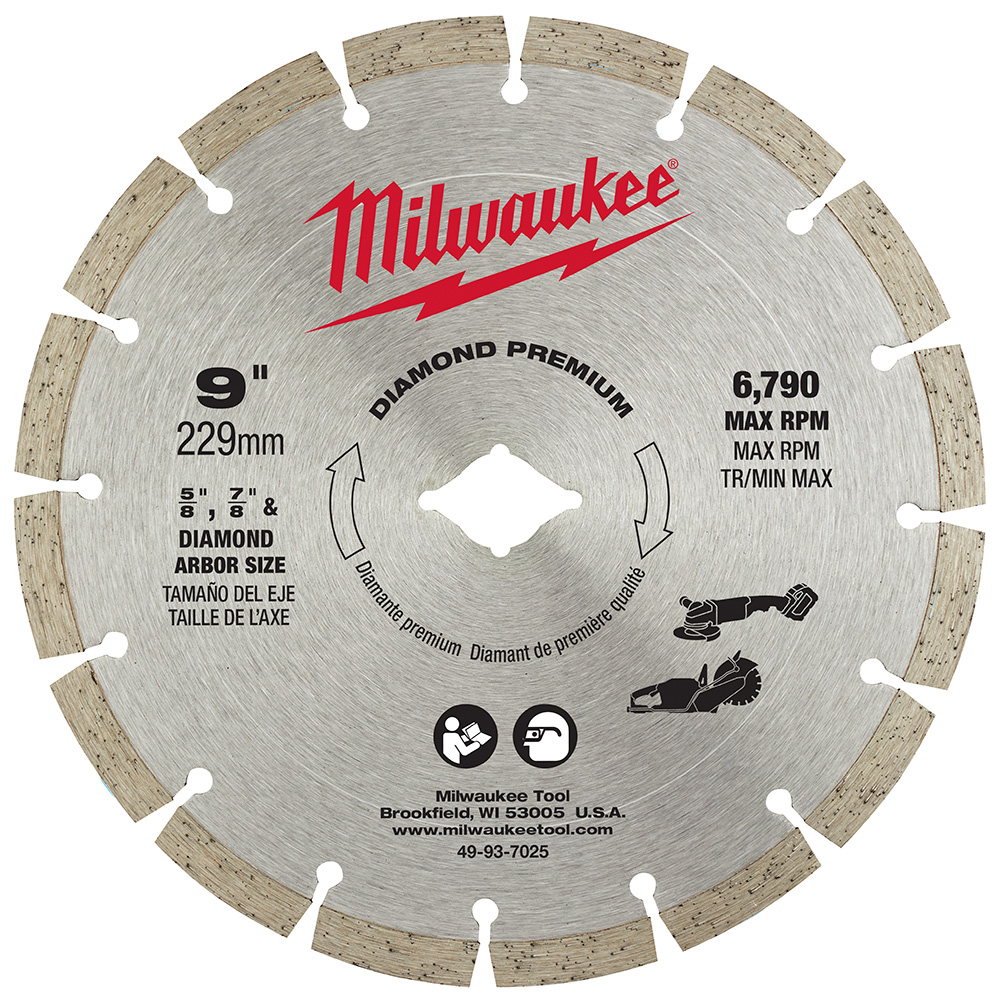 Milwaukee®
DIAMOND PREMIUM
9"
229mm
5/8", 7/8" &
DIAMOND
ARBOR SIZE
TAMAÑO DEL EJE
TAILLE DE L'AXE
6,790
MAX RPM
MAX RPM
TR/MIN MAX
Diamante premium Diamant de première qualité
Milwaukee Tool
Brookfield, WI 53005 U.S.A.
www.milwaukeetool.com
49-93-7025